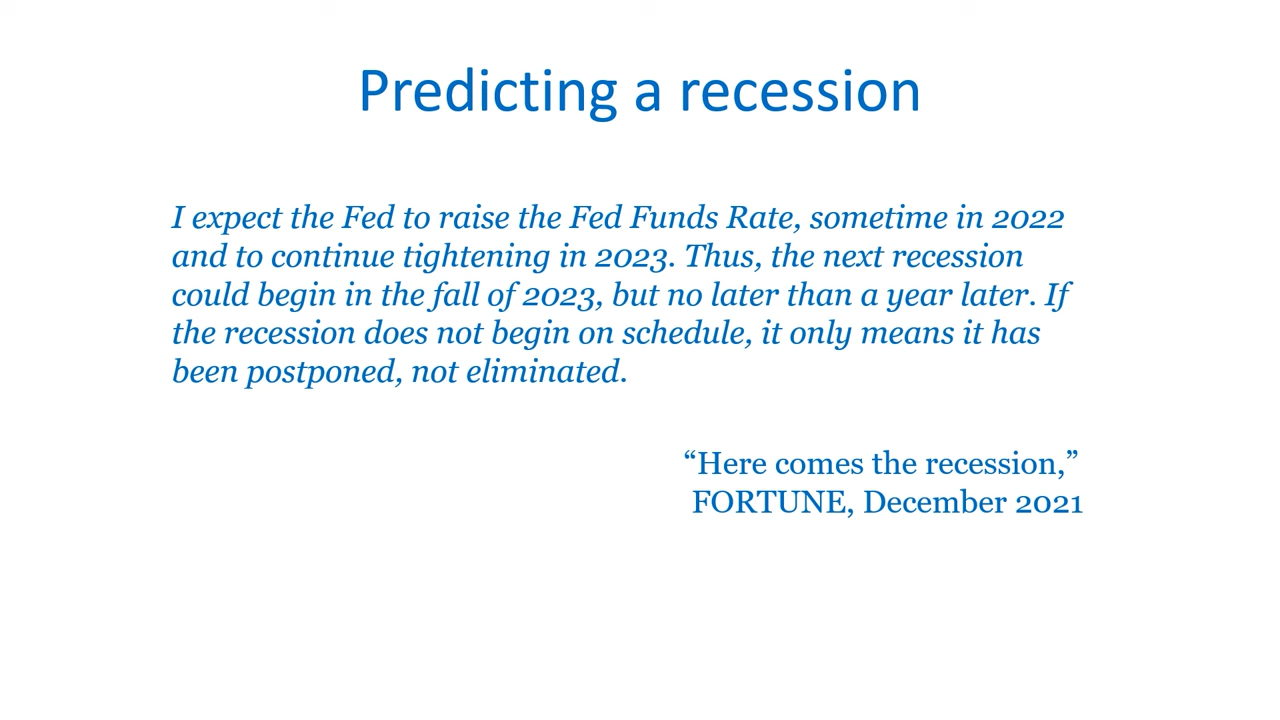 Predicting a recession
I expect the Fed to raise the Fed Funds Rate, sometime in 2022
and to continue tightening in 2023. Thus, the next recession
could begin in the fall of 2023, but no later than a year later. If
the recession does not begin on schedule, it only means it has
been postponed, not eliminated.
“Here comes the recession,”
FORTUNE, December 2021